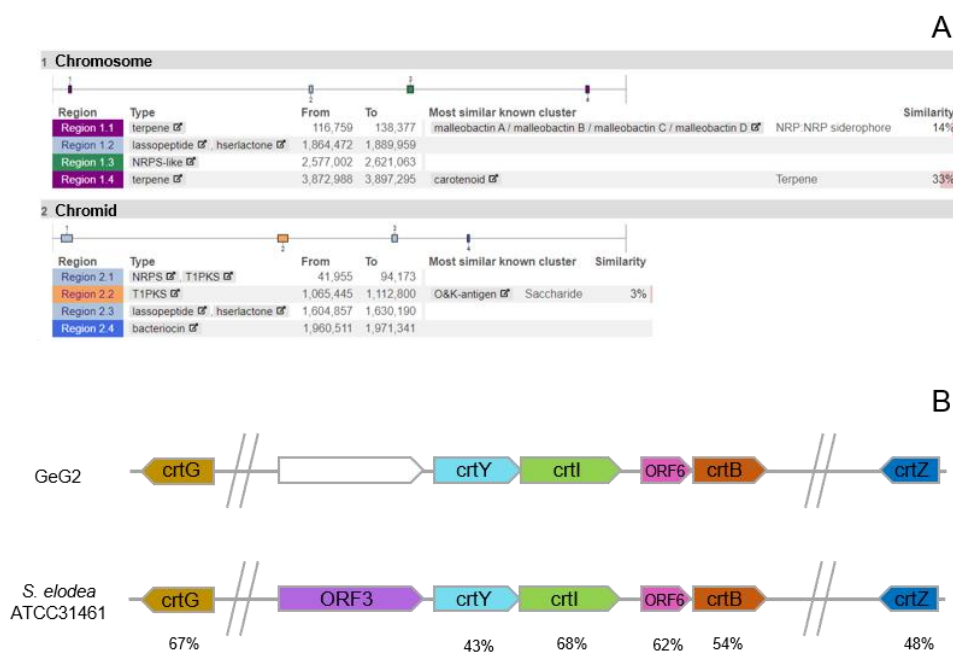 A
1 Chromosome
1 2 3 4
Region Type From To Most similar known cluster Similarity
Region 1.1 terpene 116,759 138,377 malleobactin A / malleobactin B / malleobactin C / malleobactin D NRP:NRP siderophore 14%
Region 1.2 lassopeptide , hserlactone 1,864,472 1,889,959
Region 1.3 NRPS-like 2,577,002 2,621,063
Region 1.4 terpene 3,872,988 3,897,295 carotenoid Terpene 33%
2 Chromid
1 2 3 4
Region Type From To Most similar known cluster Similarity
Region 2.1 NRPS , T1PKS 41,955 94,173
Region 2.2 T1PKS 1,065,445 1,112,800 O&K-antigen Saccharide 3%
Region 2.3 lassopeptide , hserlactone 1,604,857 1,630,190
Region 2.4 bacteriocin 1,960,511 1,971,341
B
GeG2 crtG crtY crtI ORF6 crtB crtZ
S. elodea
ATCC31461 crtG ORF3 crtY crtI ORF6 crtB crtZ
67% 43% 68% 62% 54% 48%